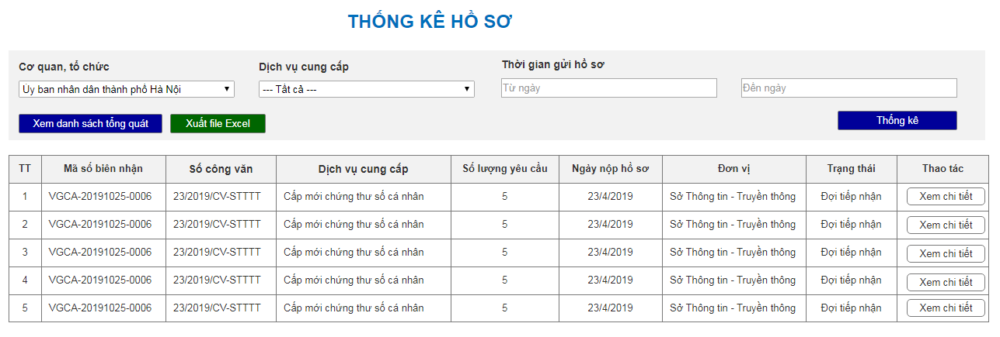 THỐNG KÊ HỒ SƠ
Cơ quan, tổ chức Dịch vụ cung cấp Thời gian gửi hồ sơ
Ủy ban nhân dân thành phố Hà Nội --- Tất cả --- Từ ngày Đến ngày
Xem danh sách tổng quát Xuất file Excel Thống kê
TT Mã số biên nhận Số công văn Dịch vụ cung cấp Số lượng yêu cầu Ngày nộp hồ sơ Đơn vị Trạng thái Thao tác
1 VGCA-20191025-0006 23/2019/CV-STTTT Cấp mới chứng thư số cá nhân 5 23/4/2019 Sở Thông tin - Truyền thông Đợi tiếp nhận Xem chi tiết
2 VGCA-20191025-0006 23/2019/CV-STTTT Cấp mới chứng thư số cá nhân 5 23/4/2019 Sở Thông tin - Truyền thông Đợi tiếp nhận Xem chi tiết
3 VGCA-20191025-0006 23/2019/CV-STTTT Cấp mới chứng thư số cá nhân 5 23/4/2019 Sở Thông tin - Truyền thông Đợi tiếp nhận Xem chi tiết
4 VGCA-20191025-0006 23/2019/CV-STTTT Cấp mới chứng thư số cá nhân 5 23/4/2019 Sở Thông tin - Truyền thông Đợi tiếp nhận Xem chi tiết
5 VGCA-20191025-0006 23/2019/CV-STTTT Cấp mới chứng thư số cá nhân 5 23/4/2019 Sở Thông tin - Truyền thông Đợi tiếp nhận Xem chi tiết